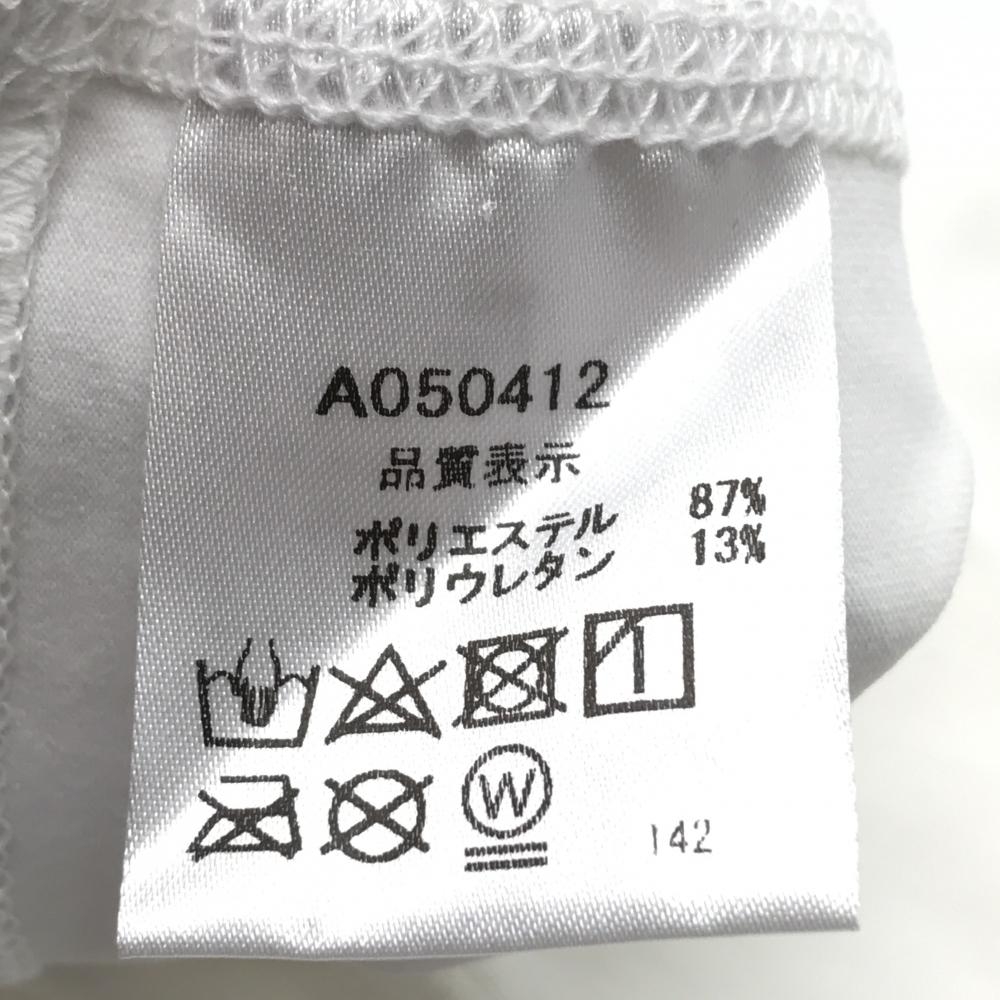 A050412
品質表示
ポリエステル 87%
ポリウレタン 13%
W
142